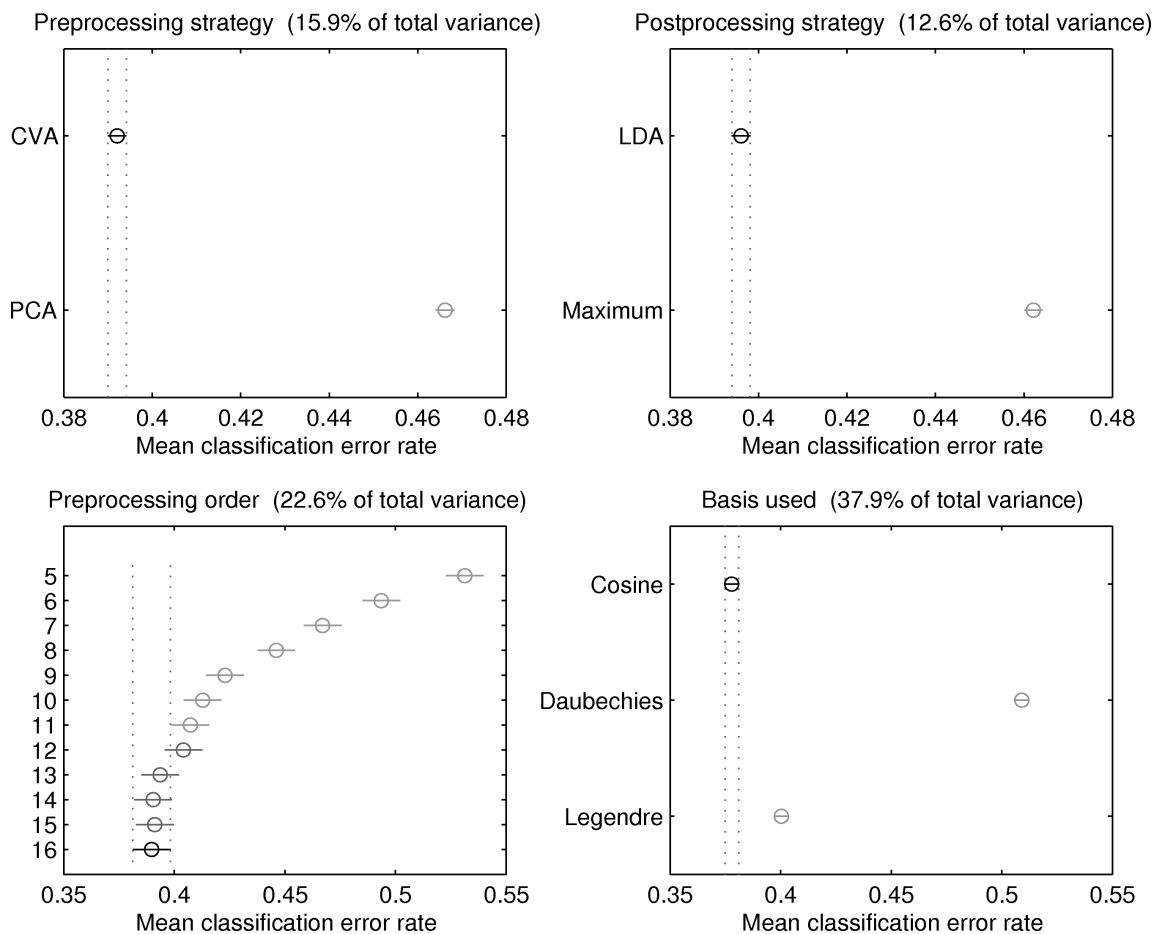 Preprocessing strategy (15.9% of total variance)
CVA
PCA
0.38 0.4 0.42 0.44 0.46 0.48
Mean classification error rate
Postprocessing strategy (12.6% of total variance)
LDA
Maximum
0.38 0.4 0.42 0.44 0.46 0.48
Mean classification error rate
Preprocessing order (22.6% of total variance)
5
6
7
8
9
10
11
12
13
14
15
16
0.35 0.4 0.45 0.5 0.55
Mean classification error rate
Basis used (37.9% of total variance)
Cosine
Daubechies
Legendre
0.35 0.4 0.45 0.5 0.55
Mean classification error rate